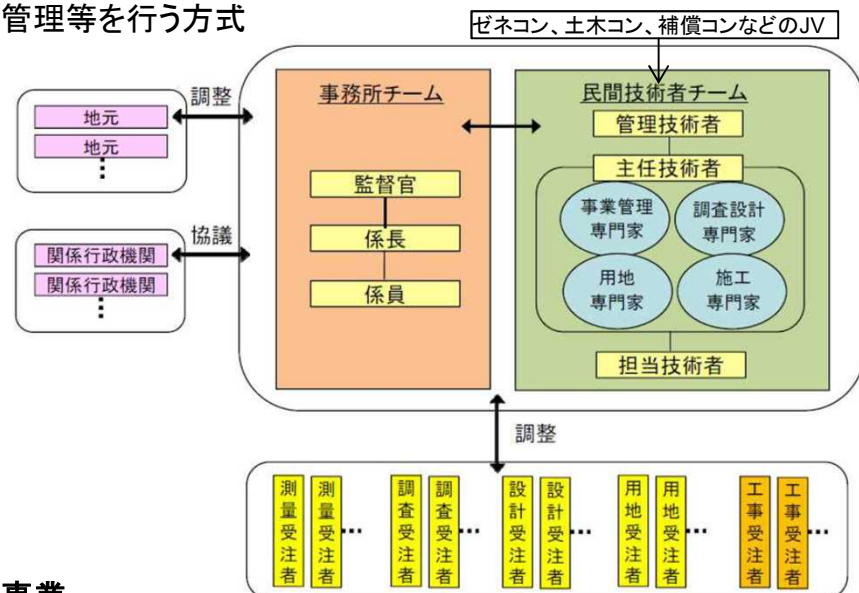 管理等を行う方式
ゼネコン、土木コン、補償コンなどのJV
事務所チーム
監督官
係長
係員
民間技術者チーム
管理技術者
主任技術者
事業管理
専門家
調査設計
専門家
用地
専門家
施工
専門家
担当技術者
調整
地元
地元
⋮
協議
関係行政機関
関係行政機関
⋮
調整
測量受注者
測量受注者
…
調査受注者
調査受注者
…
設計受注者
設計受注者
…
用地受注者
用地受注者
…
工事受注者
工事受注者
…